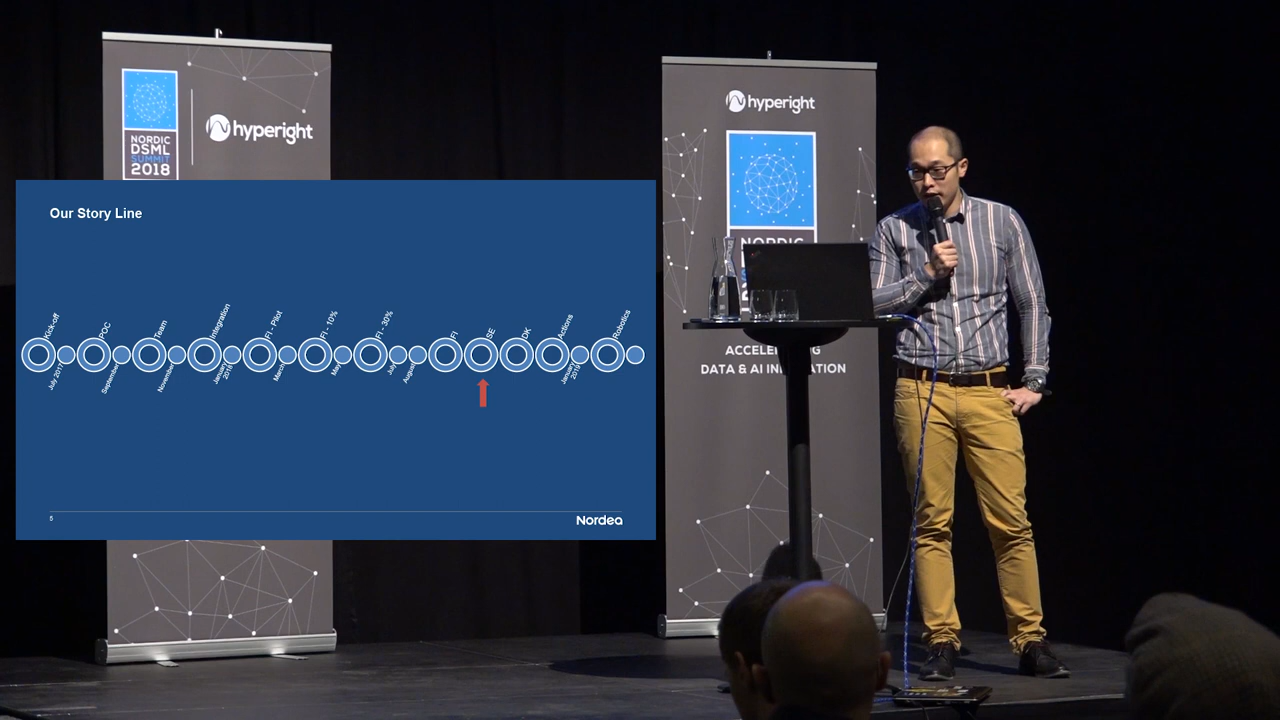 NORDIC
DSML
SUMMIT
2018
hyperight
Our Story Line
Kick-off
POC
Team
Integration
FI - Pilot
FI - 10%
FI - 30%
FI
SE
DK
Actions
Robotics
July 2017
September
November
January
2018
March
May
July
August
January
2019
5
Nordea
hyperight
NORDIC
DATA & AI